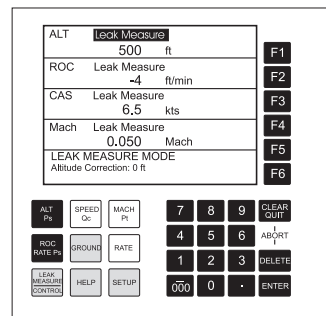 ALT Leak Measure
500 ft
ROC Leak Measure
-4 ft/min
CAS Leak Measure
6.5 kts
Mach Leak Measure
0.050 Mach
LEAK MEASURE MODE
Altitude Correction: 0 ft
F1
F2
F3
F4
F5
F6
ALT
Ps
SPEED
Qc
MACH
Pt
ROC
RATE Ps
GROUND
RATE
LEAK
MEASURE
CONTROL
HELP
SETUP
7 8 9 CLEAR
QUIT
4 5 6 ABORT
1 2 3 DELETE
000 0 . ENTER